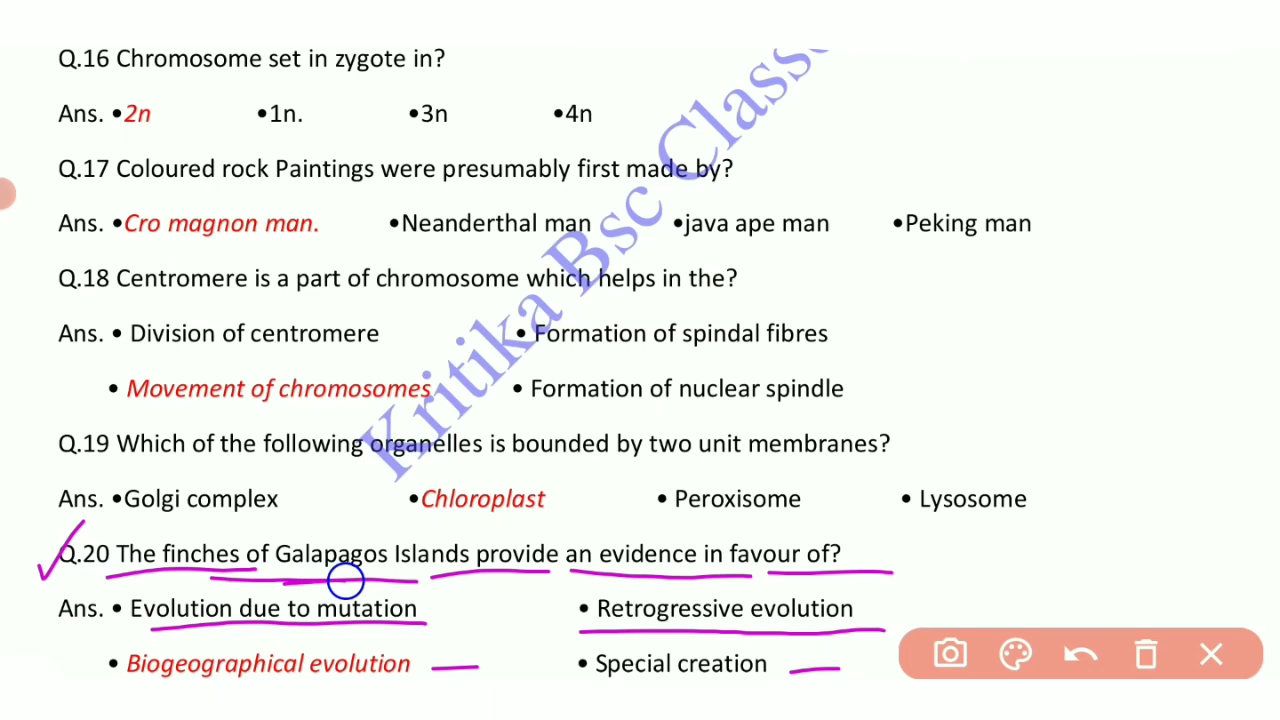 Q.16 Chromosome set in zygote in?
Ans. •2n •1n. •3n •4n
Q.17 Coloured rock Paintings were presumably first made by?
Ans. •Cro magnon man. •Neanderthal man •java ape man •Peking man
Q.18 Centromere is a part of chromosome which helps in the?
Ans. • Division of centromere • Formation of spindal fibres
• Movement of chromosomes • Formation of nuclear spindle
Q.19 Which of the following organelles is bounded by two unit membranes?
Ans. •Golgi complex •Chloroplast • Peroxisome • Lysosome
Q.20 The finches of Galapagos Islands provide an evidence in favour of?
Ans. • Evolution due to mutation • Retrogressive evolution
• Biogeographical evolution • Special creation
Kritika Bsc Classes